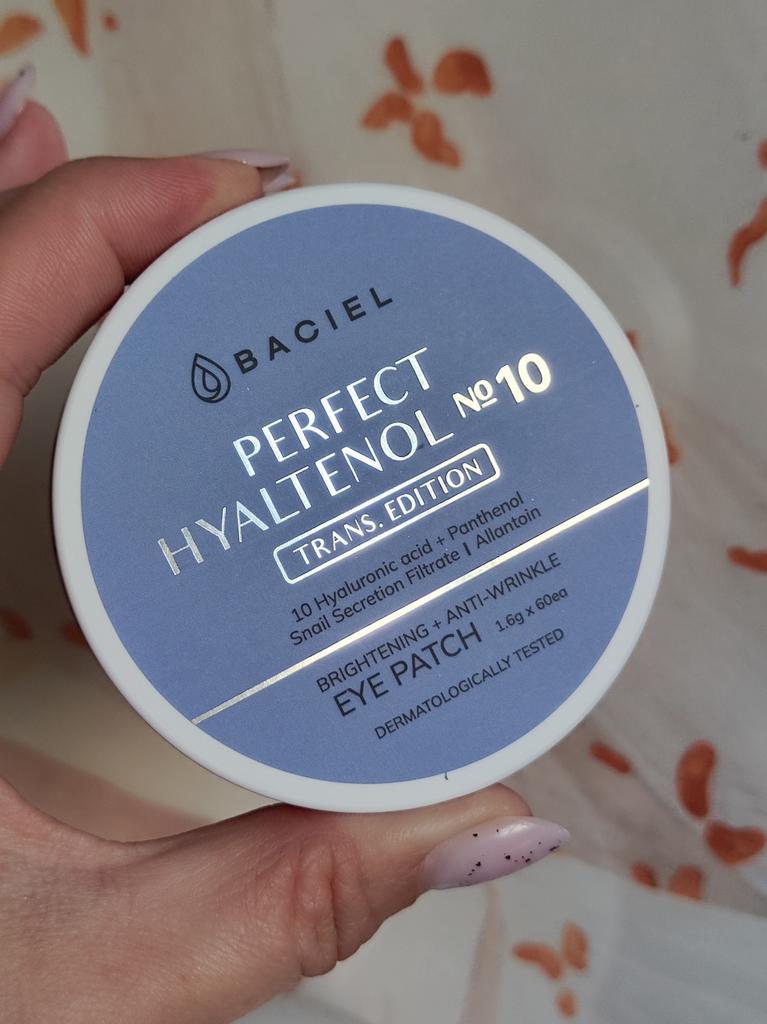 BACIEL
PERFECT
HYALTENOL №10
TRANS. EDITION
10 Hyaluronic acid + Panthenol
Snail Secretion Filtrate | Allantoin
BRIGHTENING + ANTI-WRINKLE
EYE PATCH 1.6g x 60ea
DERMATOLOGICALLY TESTED